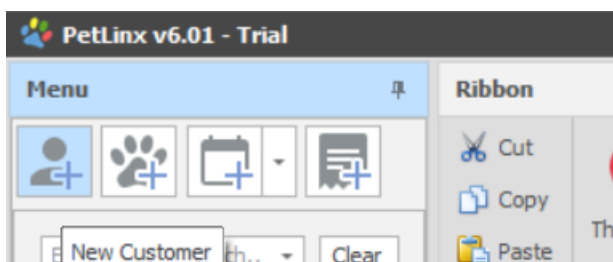 PetLinx v6.01 - Trial
Menu
Ribbon
Cut
Copy
New Customer
Clear
Paste